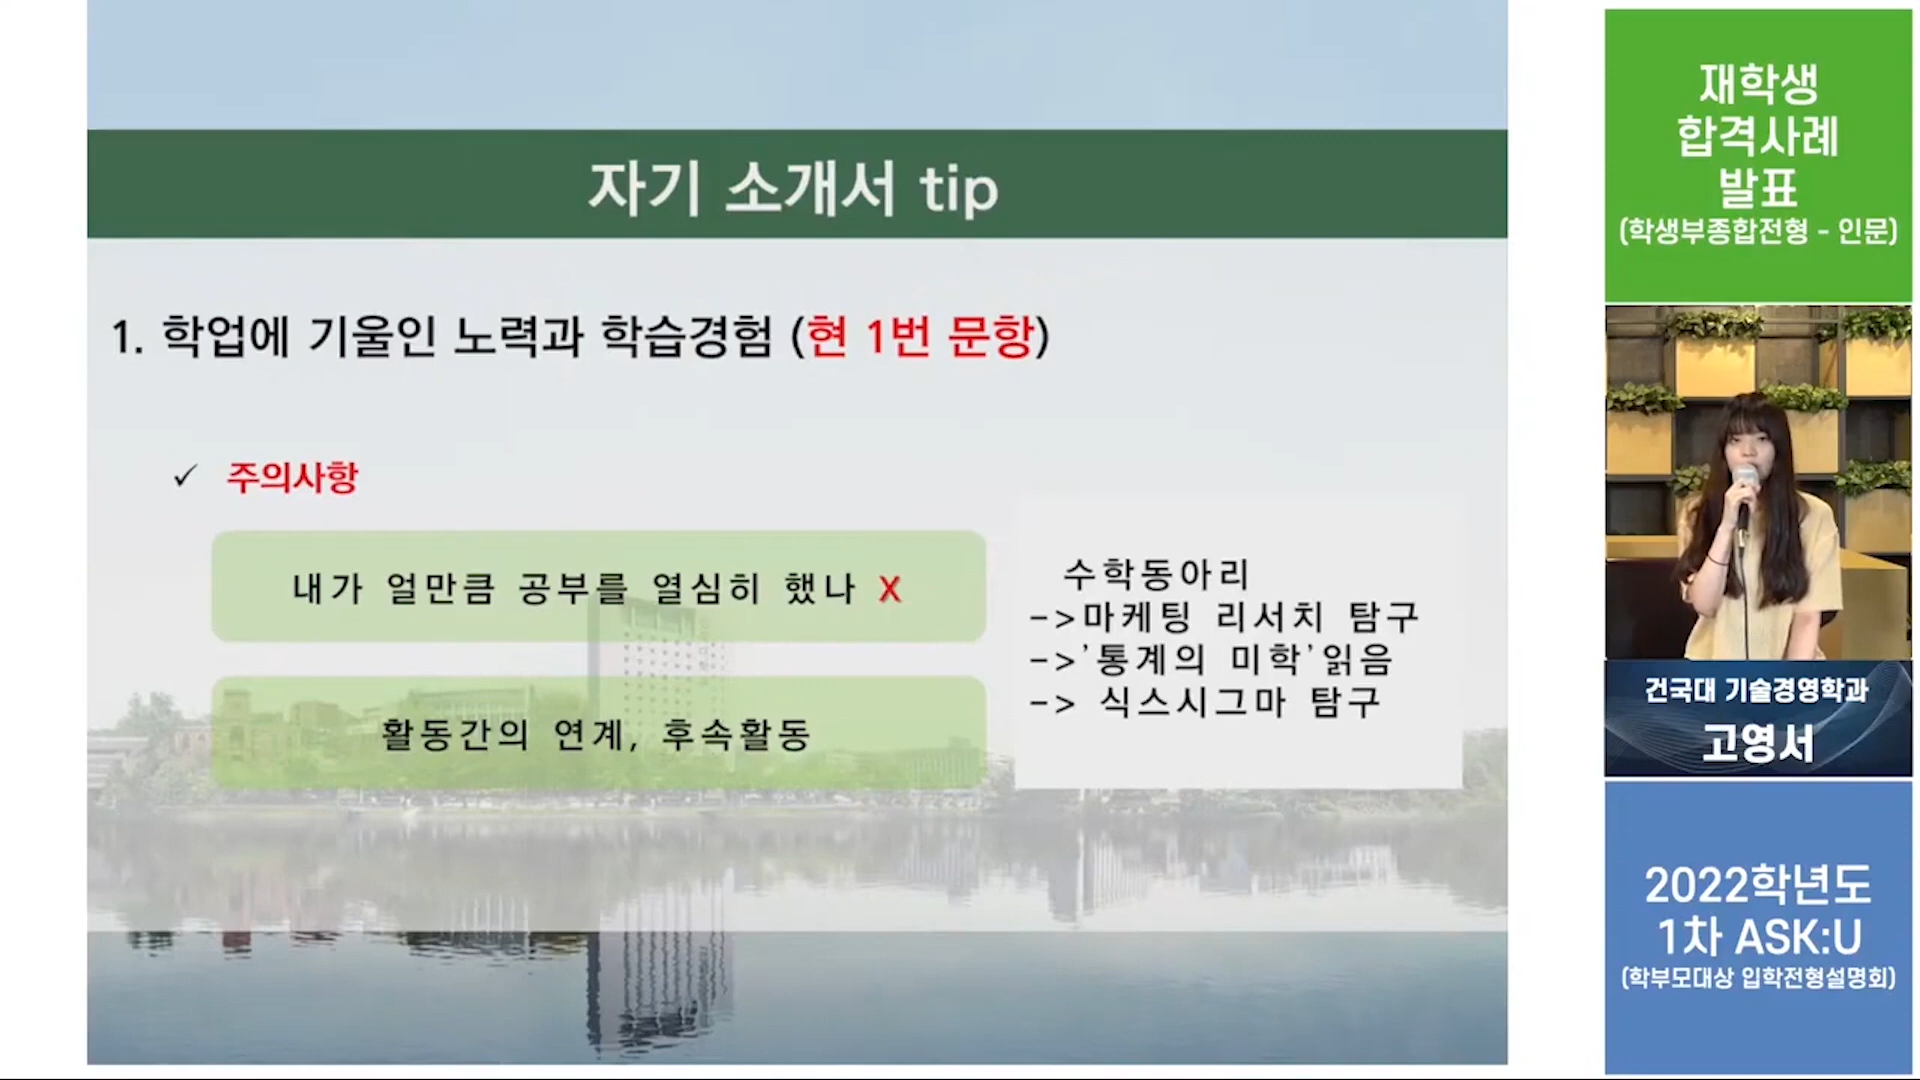 자기 소개서 tip
1. 학업에 기울인 노력과 학습경험 (현 1번 문항)
✓ 주의사항
내가 얼만큼 공부를 열심히 했나 X
활동간의 연계, 후속활동
수학동아리
->마케팅 리서치 탐구
->'통계의 미학'읽음
-> 식스시그마 탐구
재학생
합격사례
발표
(학생부종합전형 - 인문)
건국대 기술경영학과
고영서
2022학년도
1차 ASK:U
(학부모대상 입학전형설명회)